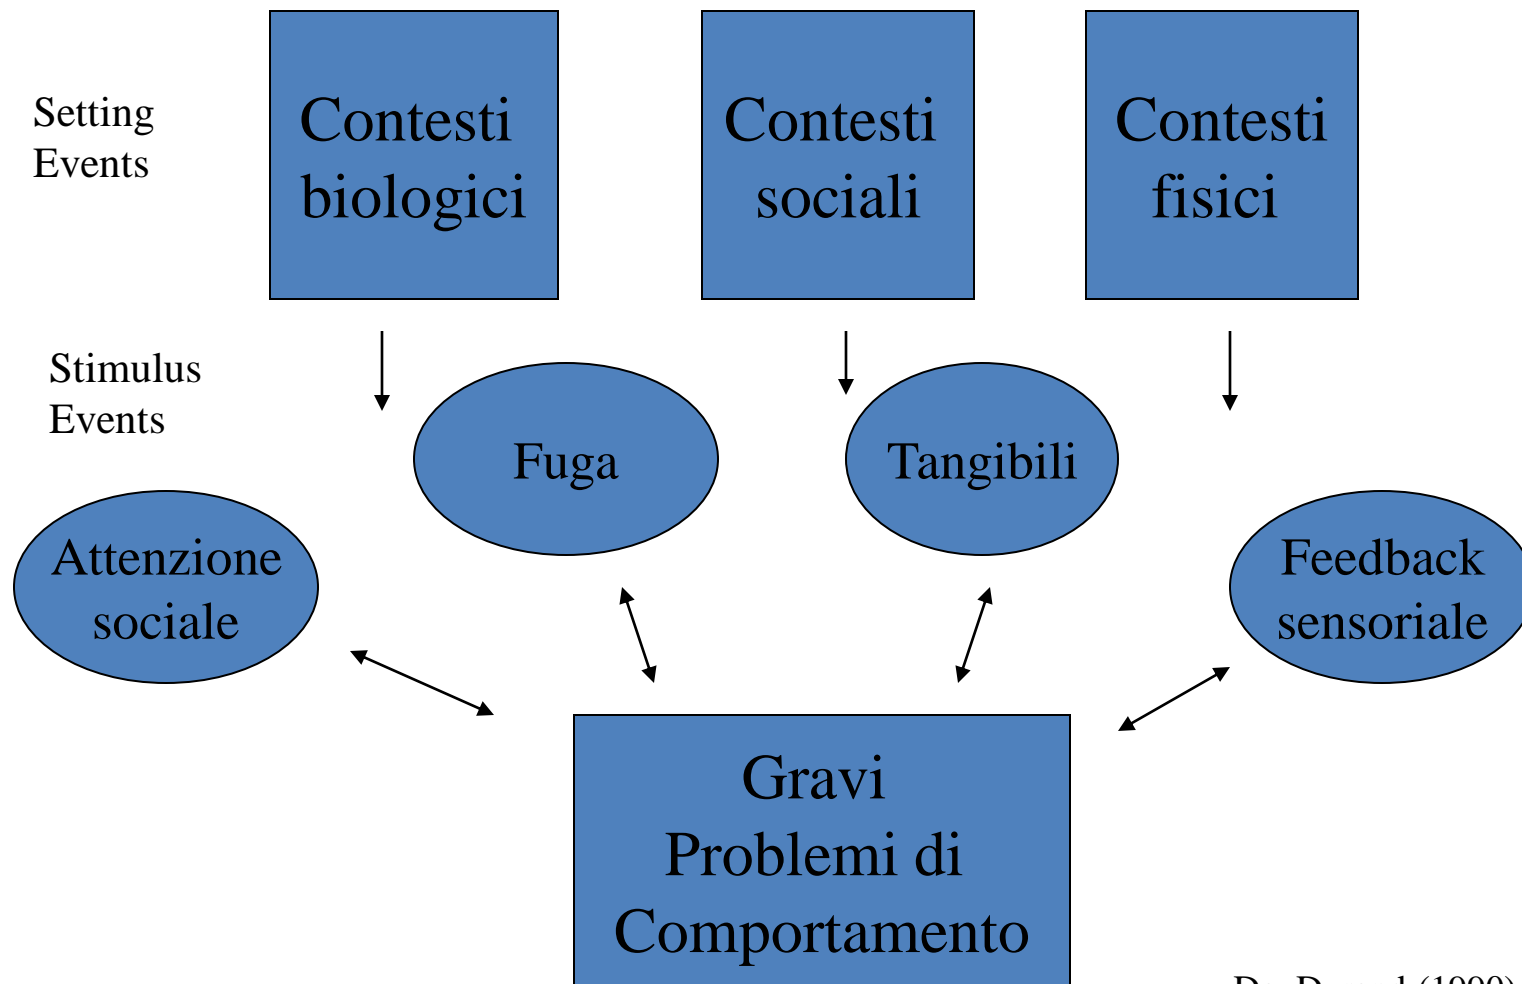 Setting
Events
Contesti
biologici
Contesti
sociali
Contesti
fisici
Stimulus
Events
Fuga
Tangibili
Attenzione
sociale
Feedback
sensoriale
Gravi
Problemi di
Comportamento